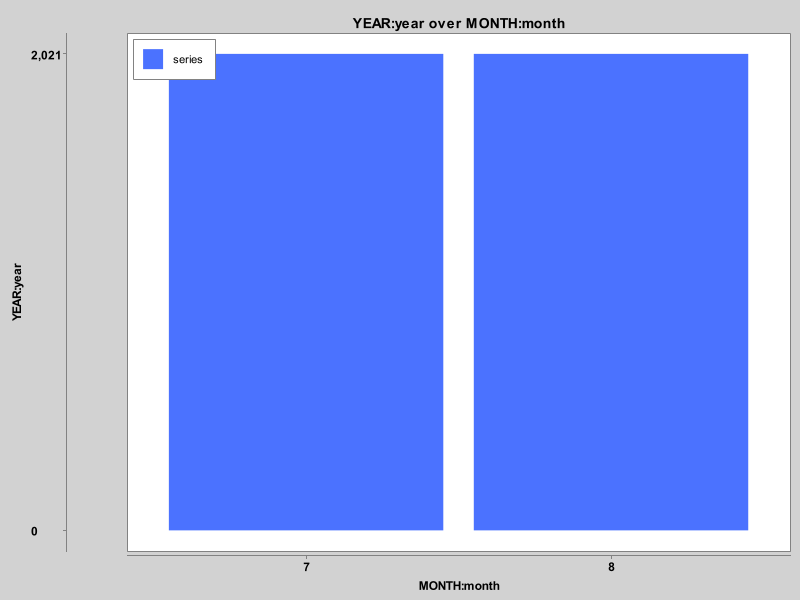 YEAR:year over MONTH:month
2,021
series
YEAR:year
0
7
8
MONTH:month